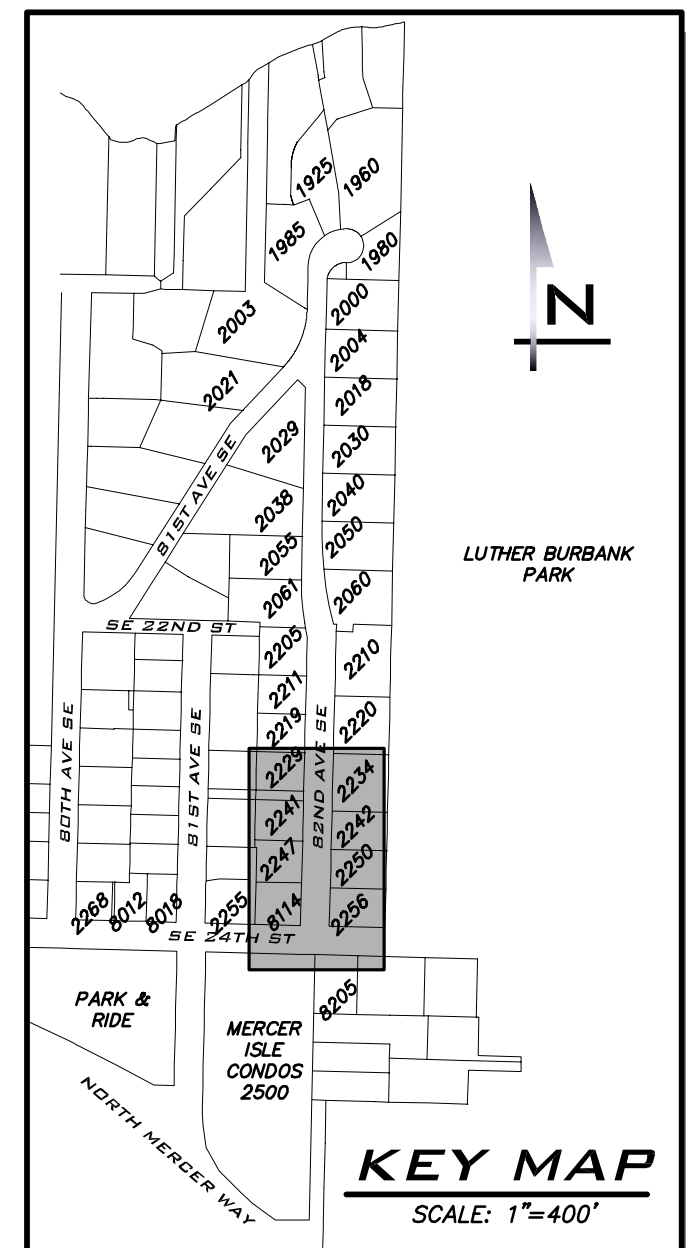 1925
1960
1985
1980
2003
2000
2004
2021
2018
2029
2030
81ST AVE SE
2038
2040
2055
2050
LUTHER BURBANK
PARK
2061
2060
SE 22ND ST
2205
2210
2211
2219
2220
80TH AVE SE
81ST AVE SE
82ND AVE SE
2229
2234
2241
2242
2247
2250
2268
8012
8018
2255
8114
2256
SE 24TH ST
PARK &
RIDE
8205
MERCER
ISLE
CONDOS
2500
NORTH MERCER WAY
N
KEY MAP
SCALE: 1"=400'